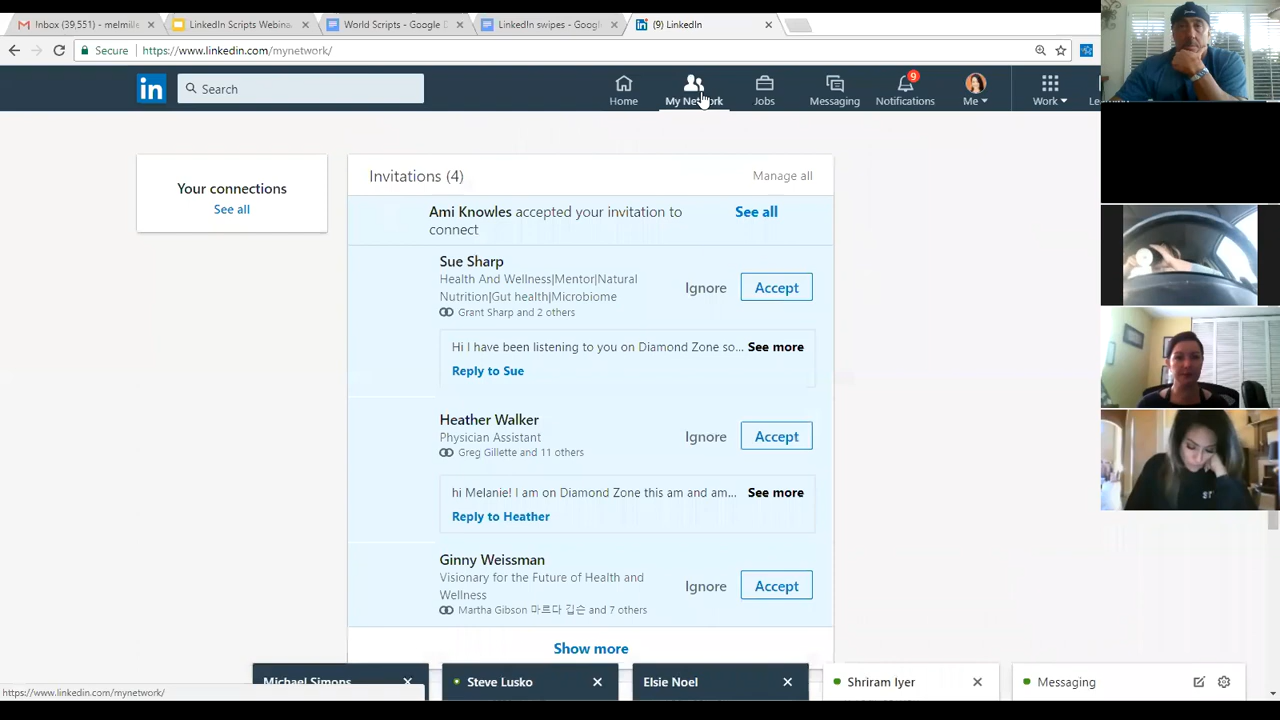 Inbox (39,551) - melmille
LinkedIn Scripts Webina
World Scripts - Google
LinkedIn
(9) LinkedIn
Secure
https://www.linkedin.com/mynetwork/
in
Search
Home
My Network
Jobs
Messaging
9
Notifications
Me
Work
Your connections
See all
Invitations (4)
Manage all
Ami Knowles accepted your invitation to
connect
See all
Sue Sharp
Health And Wellness|Mentor|Natural
Nutrition|Gut health|Microbiome
Grant Sharp and 2 others
Ignore
Accept
Hi I have been listening to you on Diamond Zone so... See more
Reply to Sue
Heather Walker
Physician Assistant
Greg Gillette and 11 others
Ignore
Accept
hi Melanie! I am on Diamond Zone this am and am... See more
Reply to Heather
Ginny Weissman
Visionary for the Future of Health and
Wellness
Martha Gibson 마르다 깁슨 and 7 others
Ignore
Accept
Show more
Michael Simons
Steve Lusko
Elsie Noel
Shriram Iyer
Messaging
https://www.linkedin.com/mynetwork/